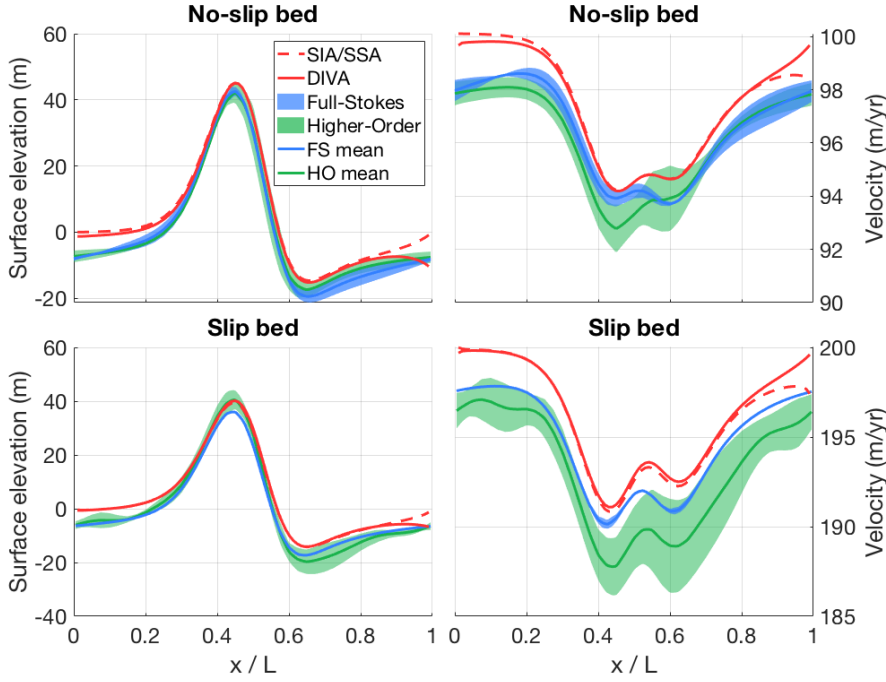 No-slip bed
No-slip bed
60
40
20
0
-20
Surface elevation (m)
SIA/SSA
DIVA
Full-Stokes
Higher-Order
FS mean
HO mean
100
98
96
94
92
90
Velocity (m/yr)
Slip bed
Slip bed
60
40
20
0
-20
-40
Surface elevation (m)
200
195
190
185
Velocity (m/yr)
0 0.2 0.4 0.6 0.8 1
0 0.2 0.4 0.6 0.8 1
x / L
x / L